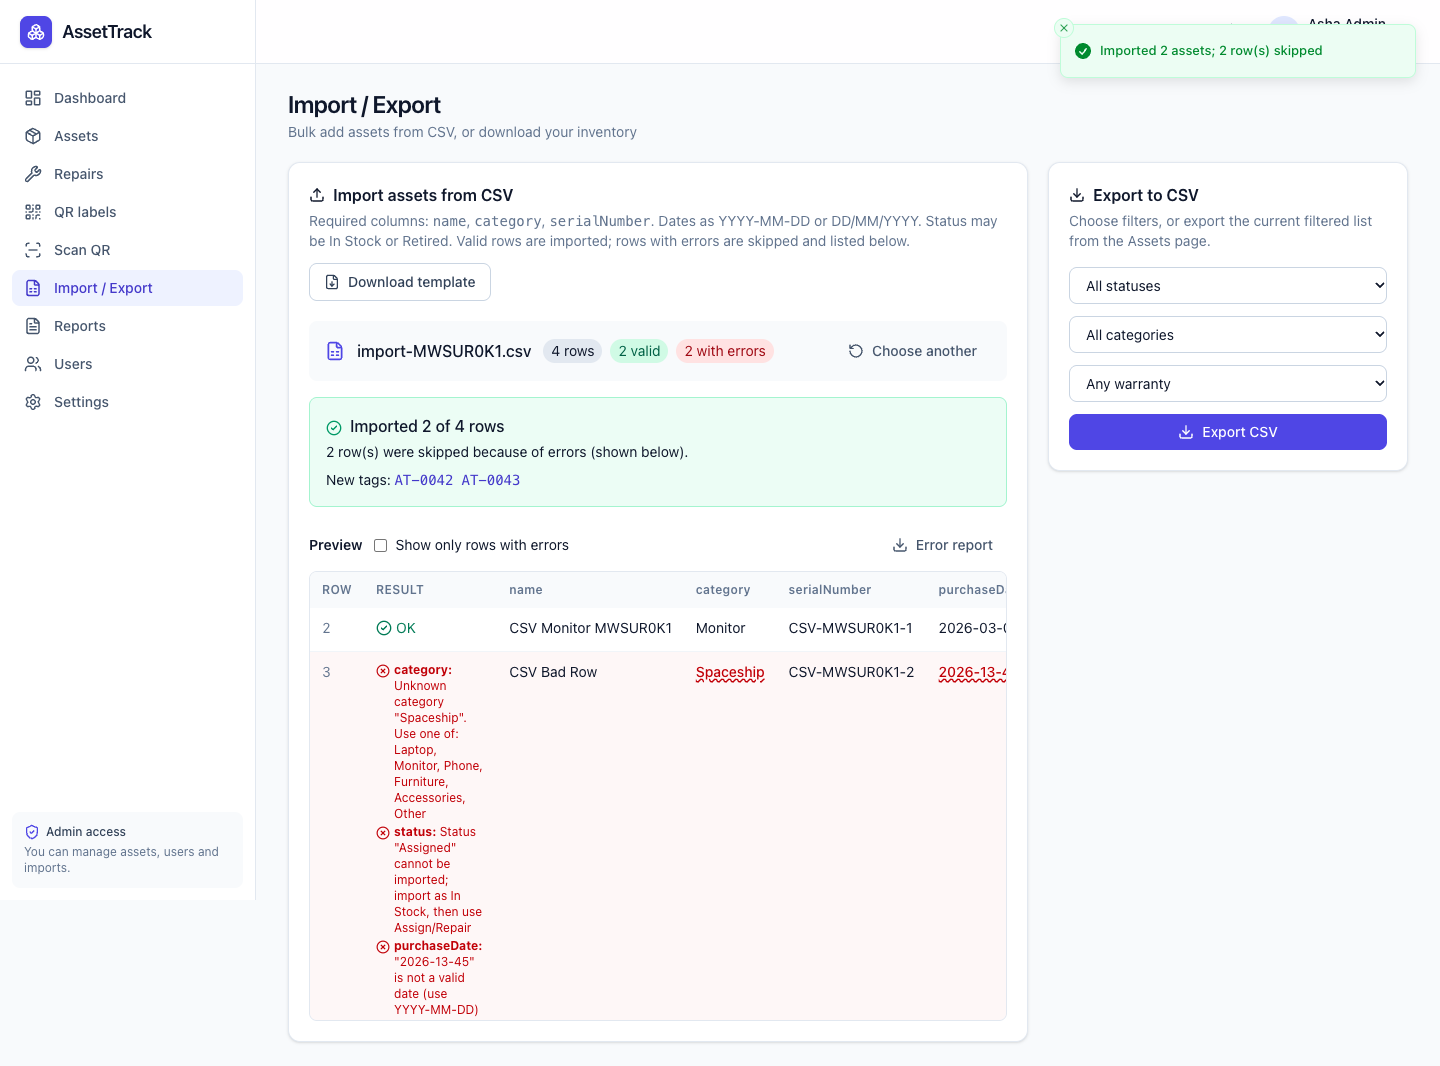 AssetTrack
Asha Admin
Imported 2 assets; 2 row(s) skipped
Dashboard
Assets
Repairs
QR labels
Scan QR
Import / Export
Reports
Users
Settings
Admin access
You can manage assets, users and
imports.
Import / Export
Bulk add assets from CSV, or download your inventory
Import assets from CSV
Required columns: name, category, serialNumber. Dates as YYYY-MM-DD or DD/MM/YYYY. Status may
be In Stock or Retired. Valid rows are imported; rows with errors are skipped and listed below.
Download template
import-MWSUR0K1.csv 4 rows 2 valid 2 with errors Choose another
Imported 2 of 4 rows
2 row(s) were skipped because of errors (shown below).
New tags: AT-0042 AT-0043
Preview Show only rows with errors Error report
ROW RESULT name category serialNumber purchaseDa
2 OK CSV Monitor MWSUR0K1 Monitor CSV-MWSUR0K1-1 2026-03-0
3 category: CSV Bad Row Spaceship CSV-MWSUR0K1-2 2026-13-4
Unknown
category
"Spaceship".
Use one of:
Laptop,
Monitor, Phone,
Furniture,
Accessories,
Other
status: Status
"Assigned"
cannot be
imported;
import as In
Stock, then use
Assign/Repair
purchaseDate:
"2026-13-45"
is not a valid
date (use
YYYY-MM-DD)
Export to CSV
Choose filters, or export the current filtered list
from the Assets page.
All statuses
All categories
Any warranty
Export CSV